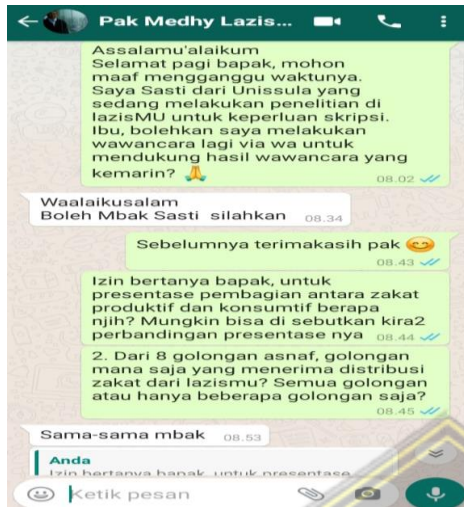 Pak Medhy Lazis...
Assalamu'alaikum
Selamat pagi bapak, mohon
maaf mengganggu waktunya.
Saya Sasti dari Unissula yang
sedang melakukan penelitian di
lazisMU untuk keperluan skripsi.
Ibu, bolehkan saya melakukan
wawancara lagi via wa untuk
mendukung hasil wawancara yang
kemarin? 🙏
08.02
Waalaikusalam
Boleh Mbak Sasti silahkan 08.34
Sebelumnya terimakasih pak 😊
08.43
Izin bertanya bapak, untuk
presentase pembagian antara zakat
produktif dan konsumtif berapa
njih? Mungkin bisa di sebutkan kira2
perbandingan presentase nya 08.44
2. Dari 8 golongan asnaf, golongan
mana saja yang menerima distribusi
zakat dari lazismu? Semua golongan
atau hanya beberapa golongan saja?
08.45
Sama-sama mbak 08.53
Anda
Izin bertanya bapak, untuk presentase
Ketik pesan